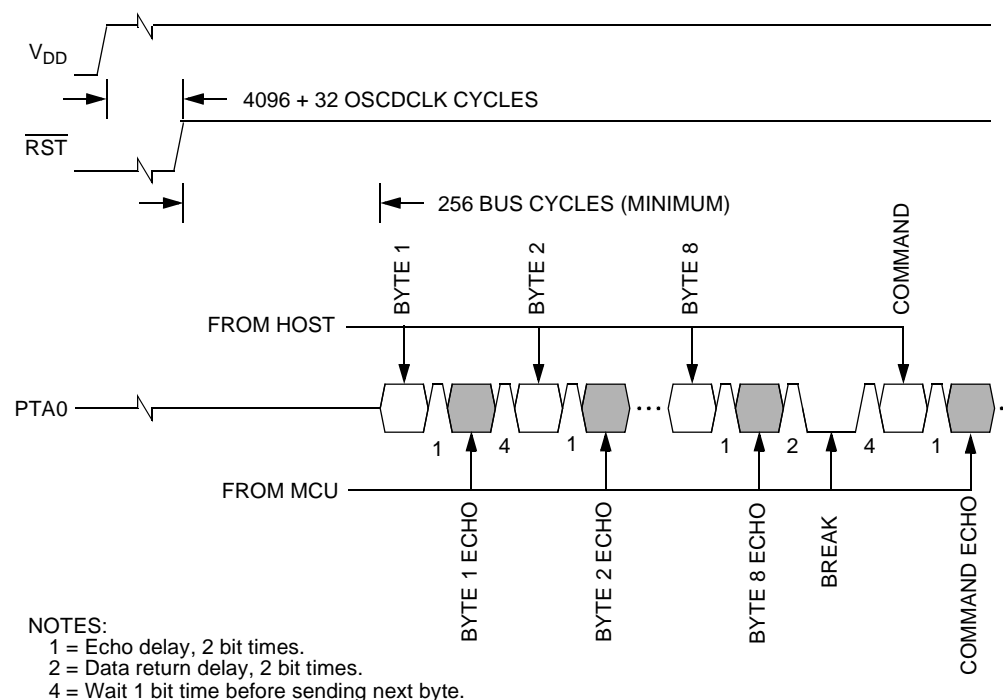 VDD
4096 + 32 OSCDCLK CYCLES
RST
256 BUS CYCLES (MINIMUM)
BYTE 1
BYTE 2
BYTE 8
COMMAND
FROM HOST
PTA0
1
4
1
...
1
2
4
1
FROM MCU
BYTE 1 ECHO
BYTE 2 ECHO
BYTE 8 ECHO
BREAK
COMMAND ECHO
NOTES:
1 = Echo delay, 2 bit times.
2 = Data return delay, 2 bit times.
4 = Wait 1 bit time before sending next byte.